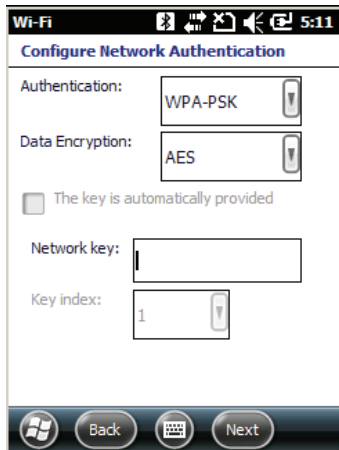 Wi-Fi 5:11
Configure Network Authentication
Authentication:
WPA-PSK
Data Encryption:
AES
The key is automatically provided
Network key:
Key index:
1
Back Next